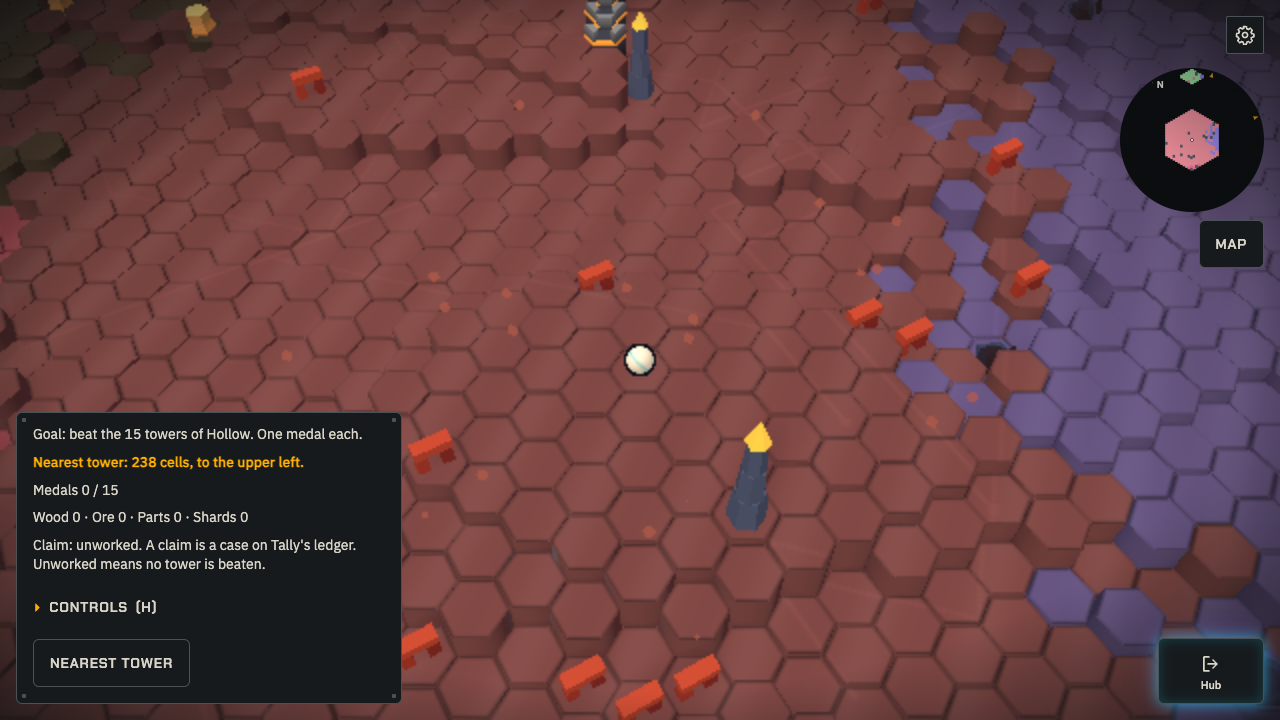 N
MAP
Goal: beat the 15 towers of Hollow. One medal each.
Nearest tower: 238 cells, to the upper left.
Medals 0 / 15
Wood 0 · Ore 0 · Parts 0 · Shards 0
Claim: unworked. A claim is a case on Tally's ledger.
Unworked means no tower is beaten.
CONTROLS (H)
NEAREST TOWER
Hub